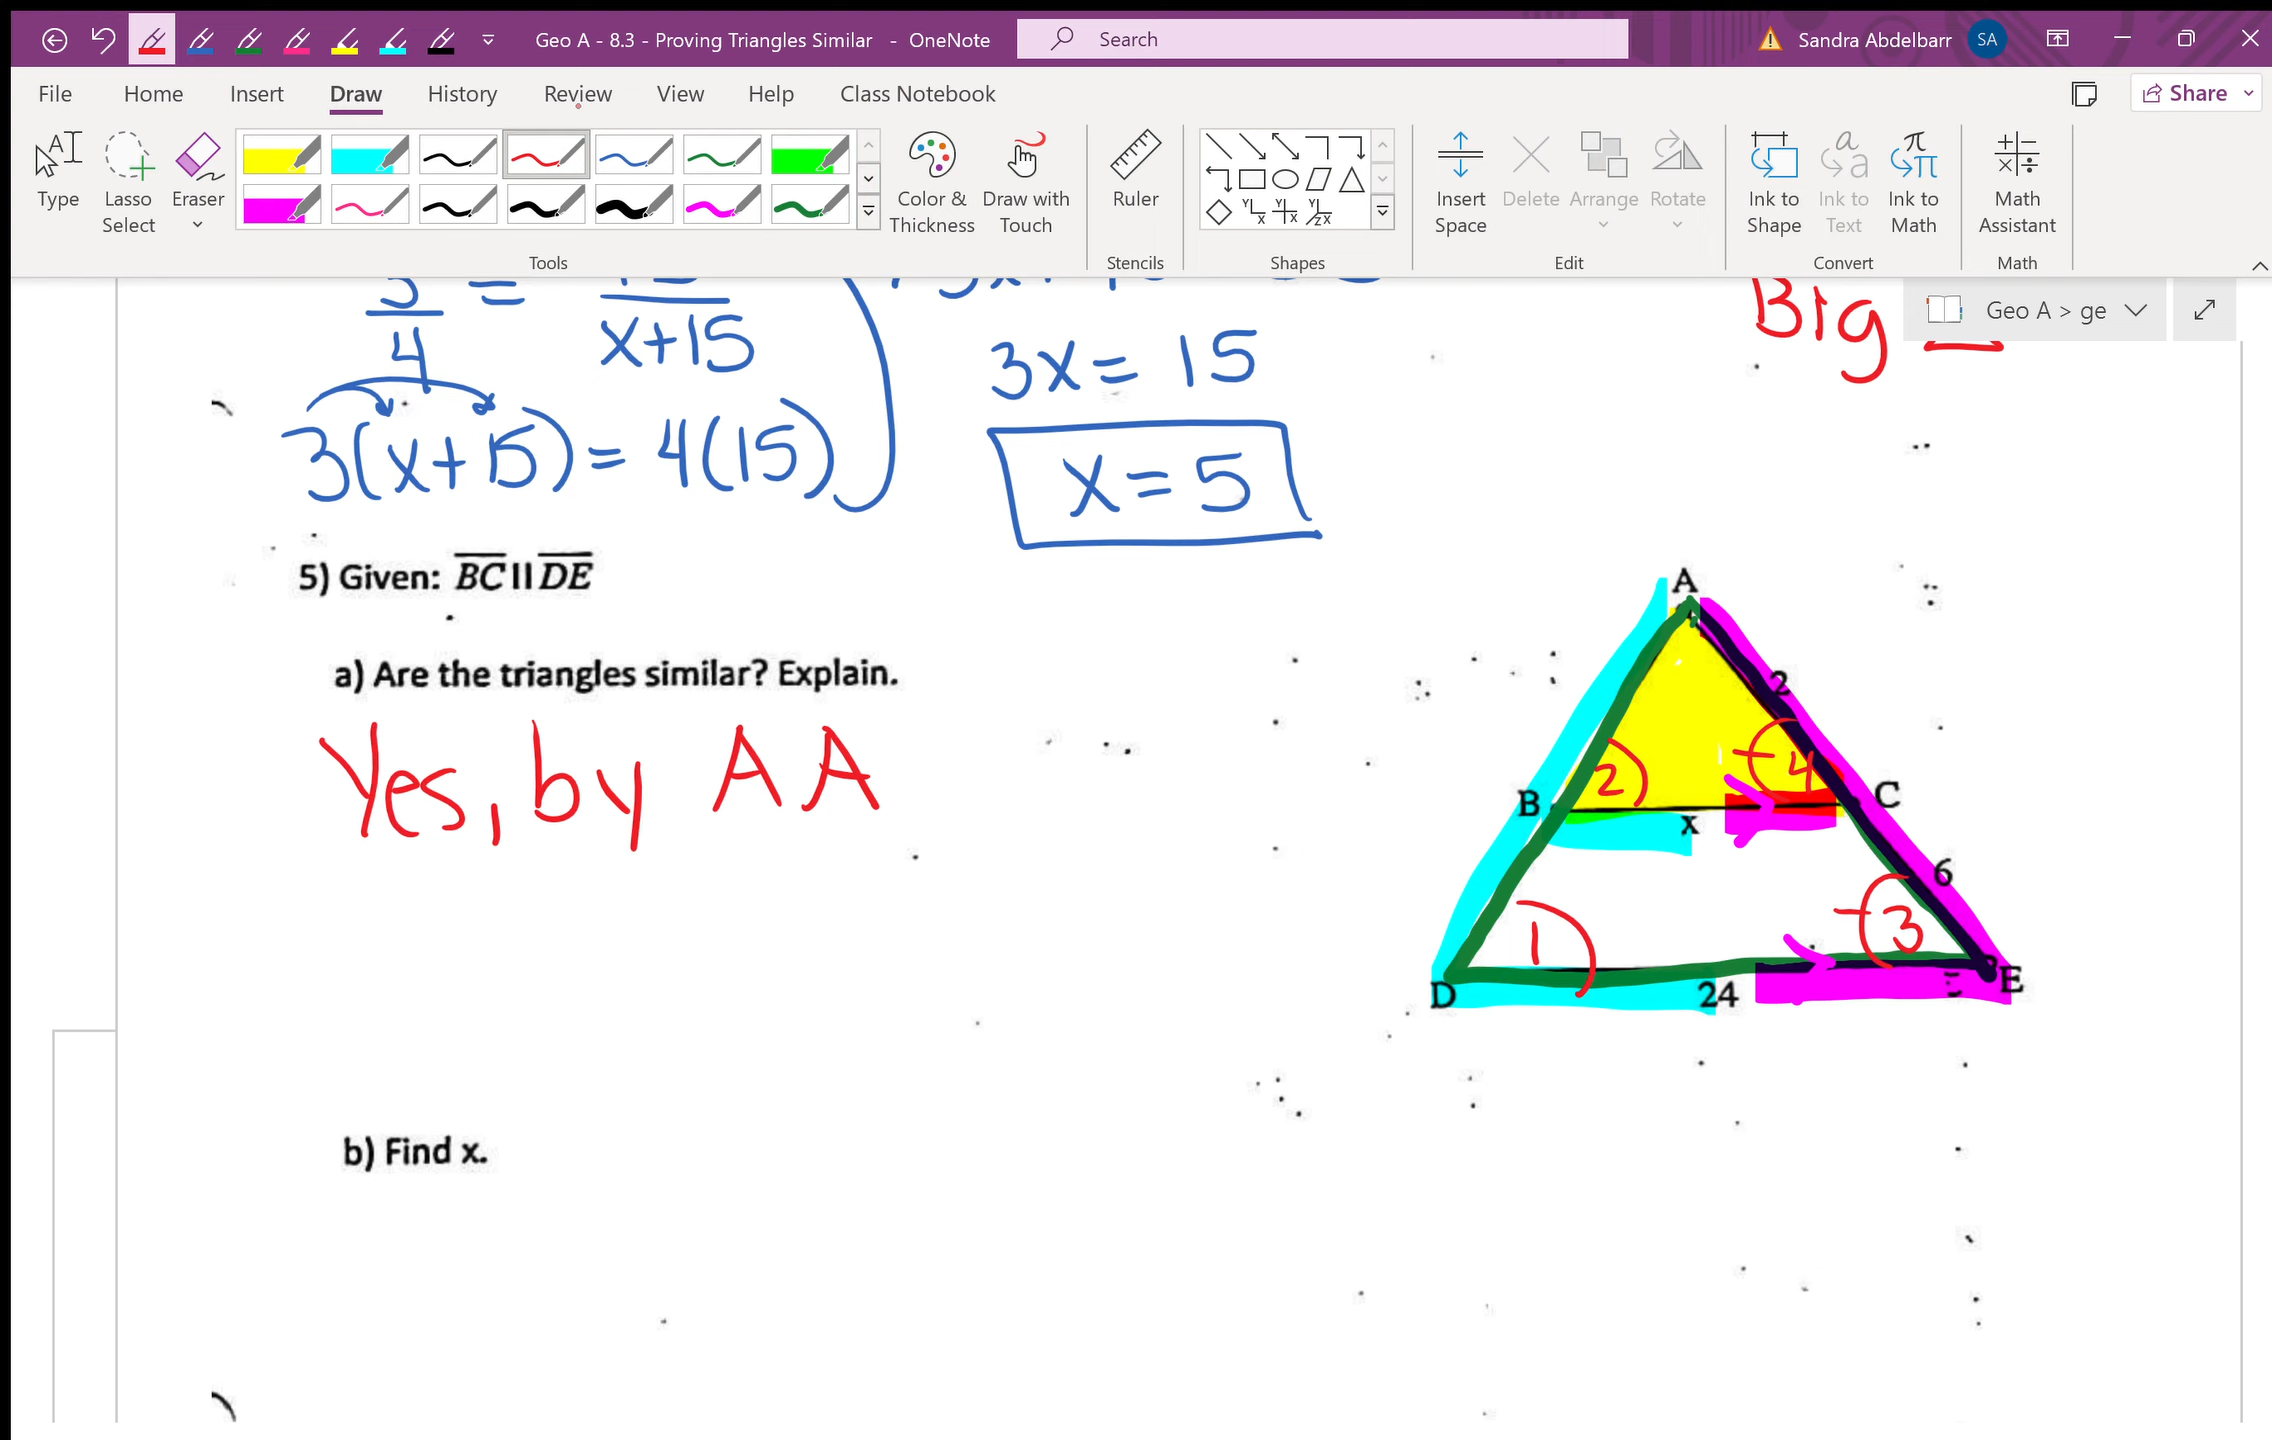 Geo A - 8.3 - Proving Triangles Similar - OneNote
Search
Sandra Abdelbarr
SA
File Home Insert Draw History Review View Help Class Notebook
Share
Type
Lasso Select
Eraser
Color & Thickness
Draw with Touch
Ruler
Insert Space
Delete
Arrange
Rotate
Ink to Shape
Ink to Text
Ink to Math
Math Assistant
Tools
Stencils
Shapes
Edit
Convert
Math
Geo A > ge
Big
4
x+15
3x = 15
3(x+15) = 4(15)
x = 5
5) Given: BC || DE
a) Are the triangles similar? Explain.
Yes, by AA
A
2
2
4
B
x
C
6
1
3
D
24
E
b) Find x.